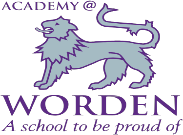 ACADEMY @
WORDEN
A school to be proud of